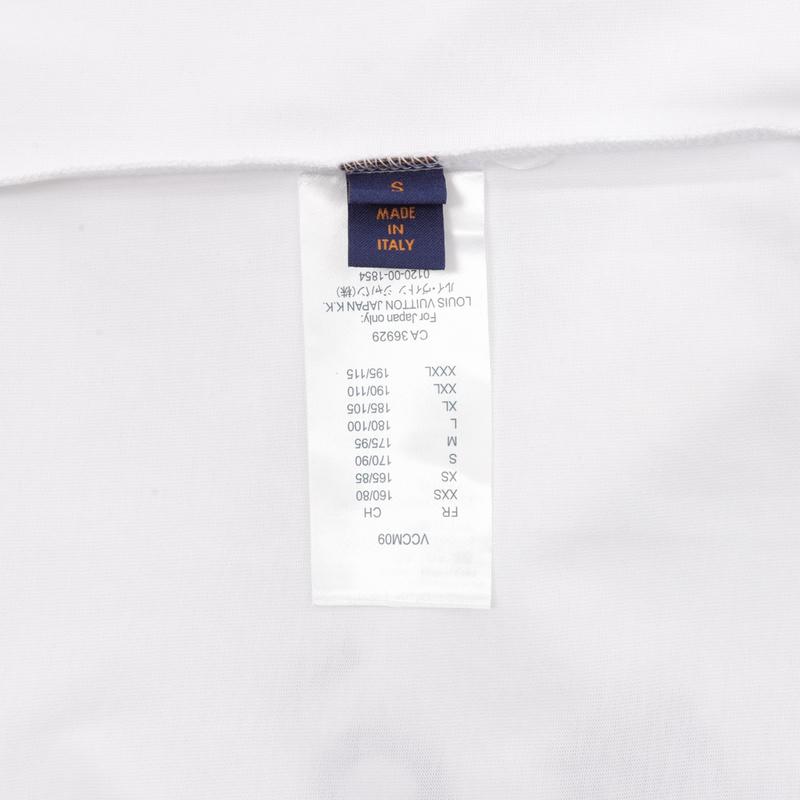 S
MADE
IN
ITALY
VCCM09
FR CH
XXS 160/80
XS 165/85
S 170/90
M 175/95
L 180/100
XL 185/105
XXL 190/110
XXXL 195/115
CA 36929
For Japan only:
LOUIS VUITTON JAPAN K.K.
ルイ・ヴィトン ジャパン(株)
0120-00-1854